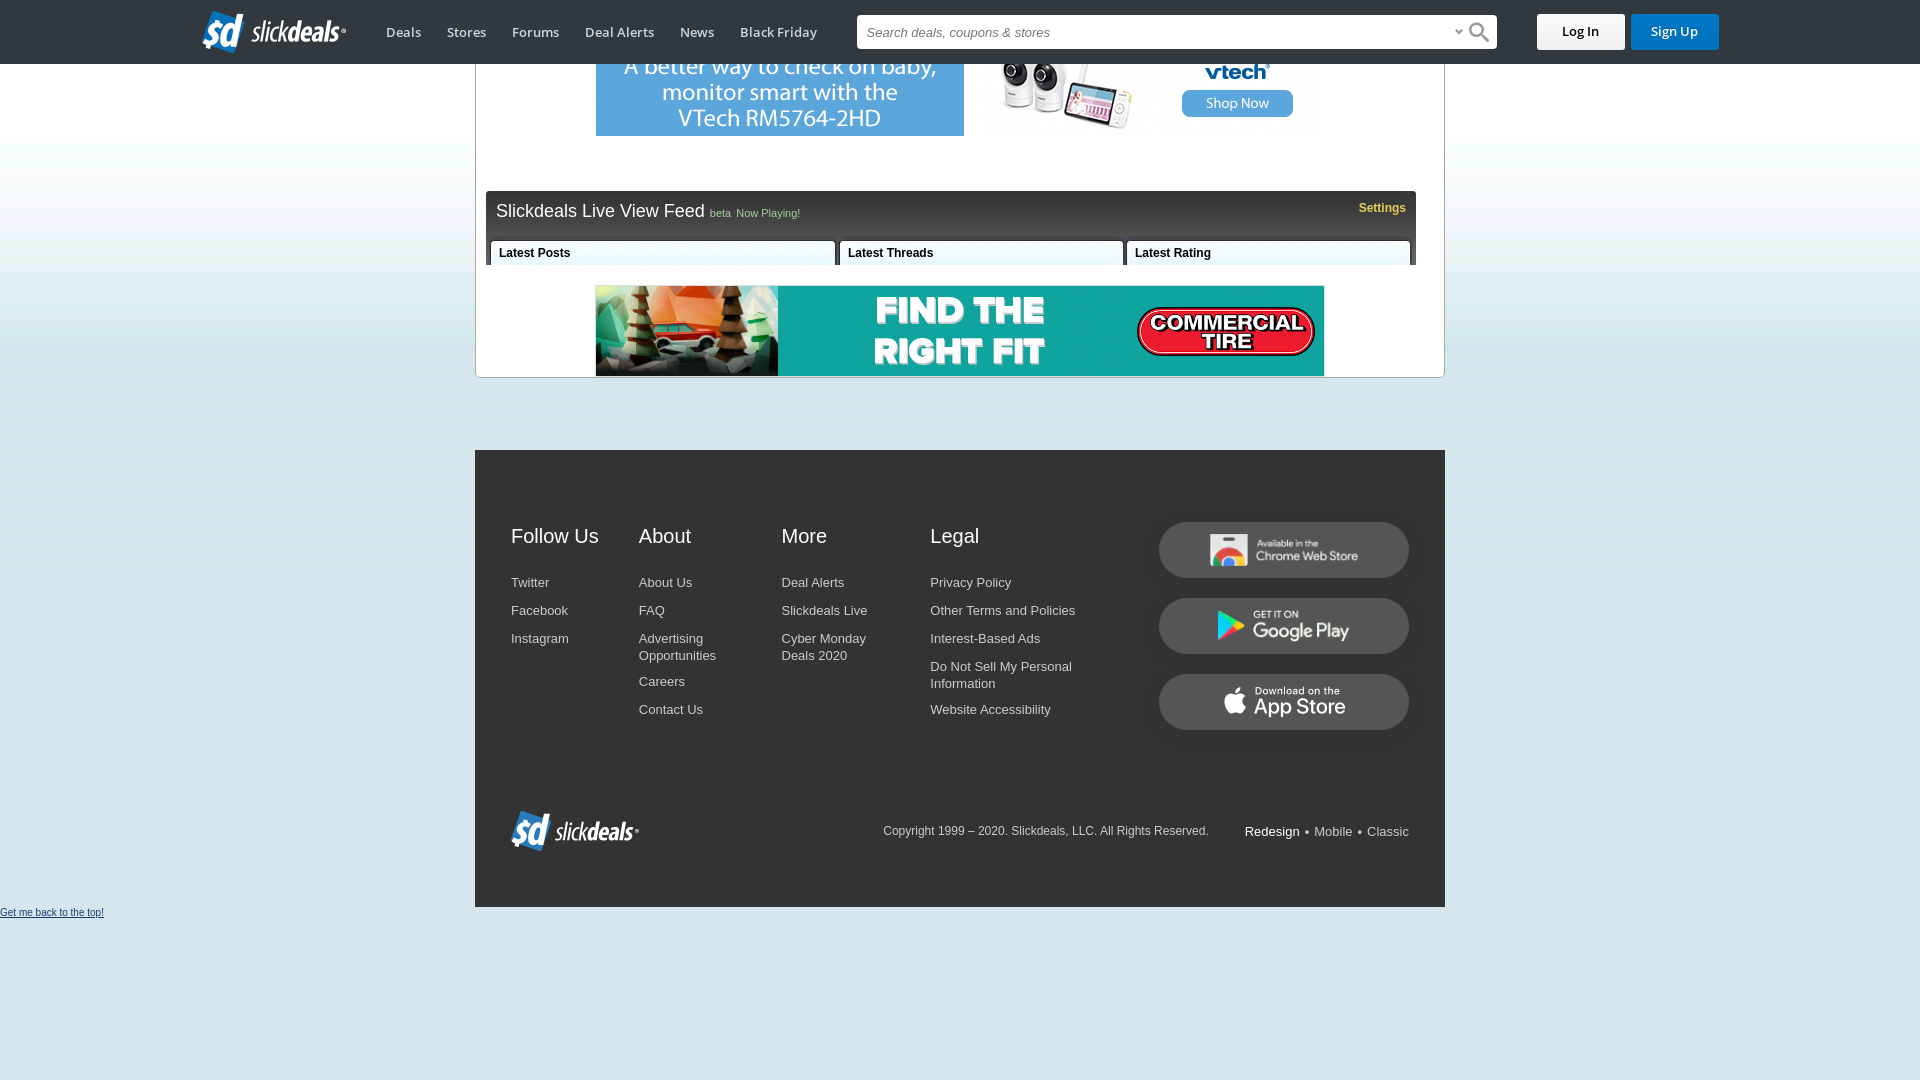 slickdeals
Deals
Stores
Forums
Deal Alerts
News
Black Friday
Search deals, coupons & stores
Log In
Sign Up
A better way to check on baby,
monitor smart with the
VTech RM5764-2HD
vtech
Shop Now
Slickdeals Live View Feed beta Now Playing!
Settings
Latest Posts
Latest Threads
Latest Rating
FIND THE
RIGHT FIT
COMMERCIAL
TIRE
Follow Us
Twitter
Facebook
Instagram
About
About Us
FAQ
Advertising
Opportunities
Careers
Contact Us
More
Deal Alerts
Slickdeals Live
Cyber Monday
Deals 2020
Legal
Privacy Policy
Other Terms and Policies
Interest-Based Ads
Do Not Sell My Personal
Information
Website Accessibility
Available in the
Chrome Web Store
GET IT ON
Google Play
Download on the
App Store
slickdeals
Copyright 1999 – 2020. Slickdeals, LLC. All Rights Reserved.
Redesign • Mobile • Classic
Get me back to the top!